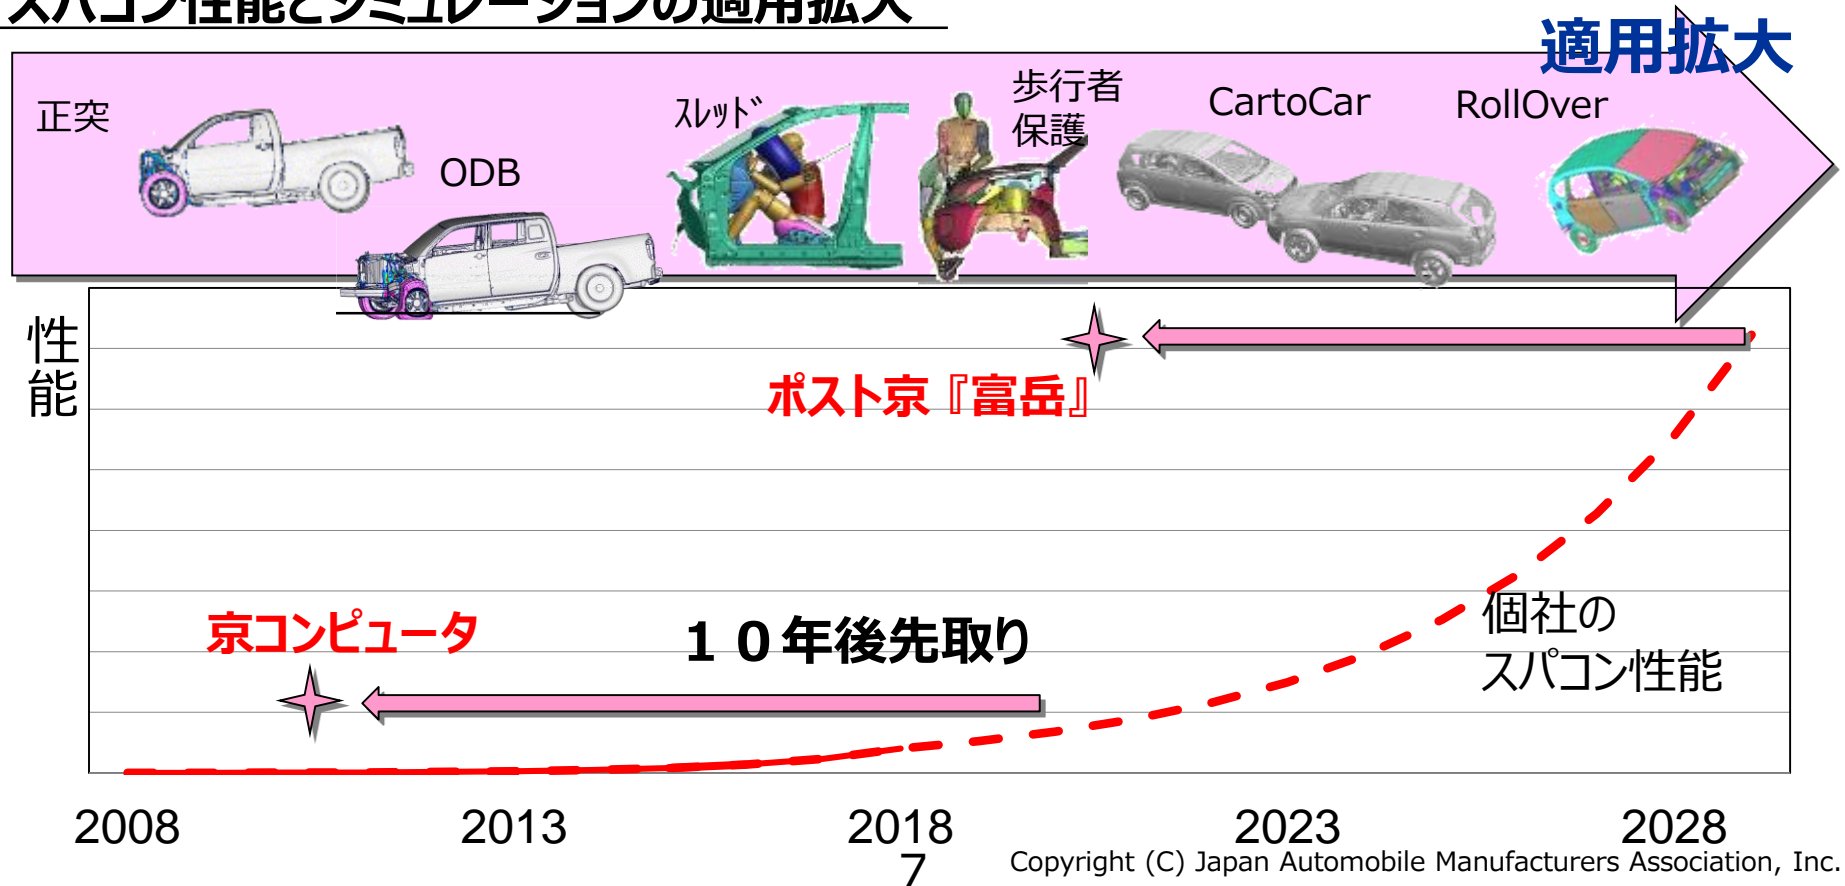 スパコン性能とシミュレーションの適用拡大
適用拡大
正突
ODB
ｽﾚｯﾄﾞ
歩行者
保護
CartoCar
RollOver
性能
ポスト京『富岳』
京コンピュータ
１０年後先取り
個社の
スパコン性能
2008
2013
2018
2023
2028
7
Copyright (C) Japan Automobile Manufacturers Association, Inc.